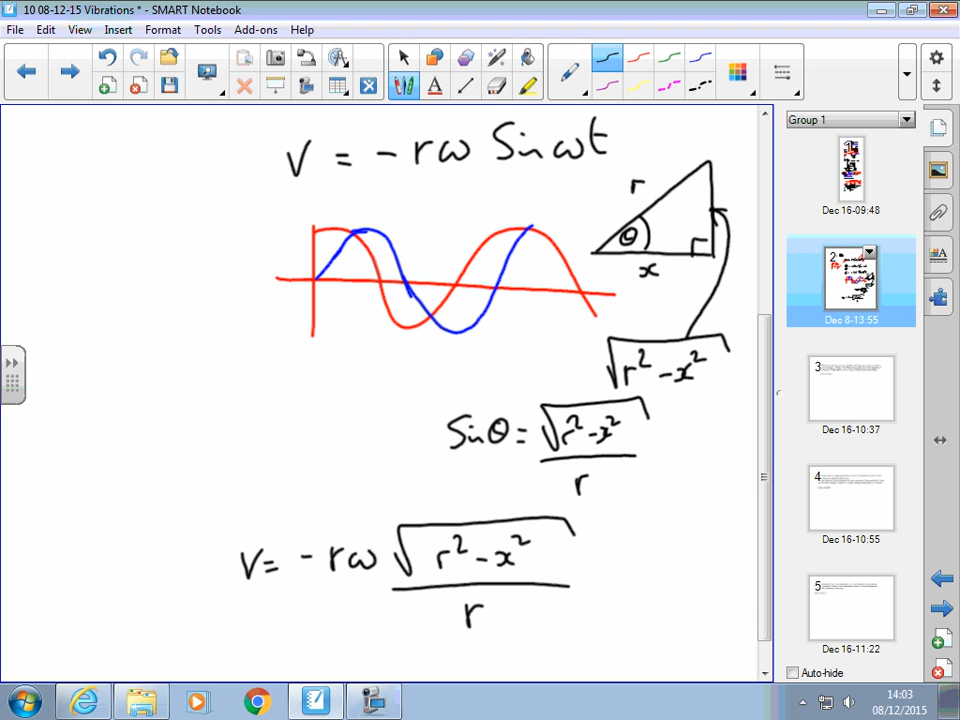 10 08-12-15 Vibrations * - SMART Notebook
File Edit View Insert Format Tools Add-ons Help
Group 1
v = - rω Sin ωt
r
θ
x
√r² - x²
Sinθ = √r² - x²
r
v = - rω √r² - x²
r
Dec 16-09:48
2
Dec 8-13:55
3
Dec 16-10:37
4
Dec 16-10:55
5
Dec 16-11:22
Auto-hide
14:03
08/12/2015